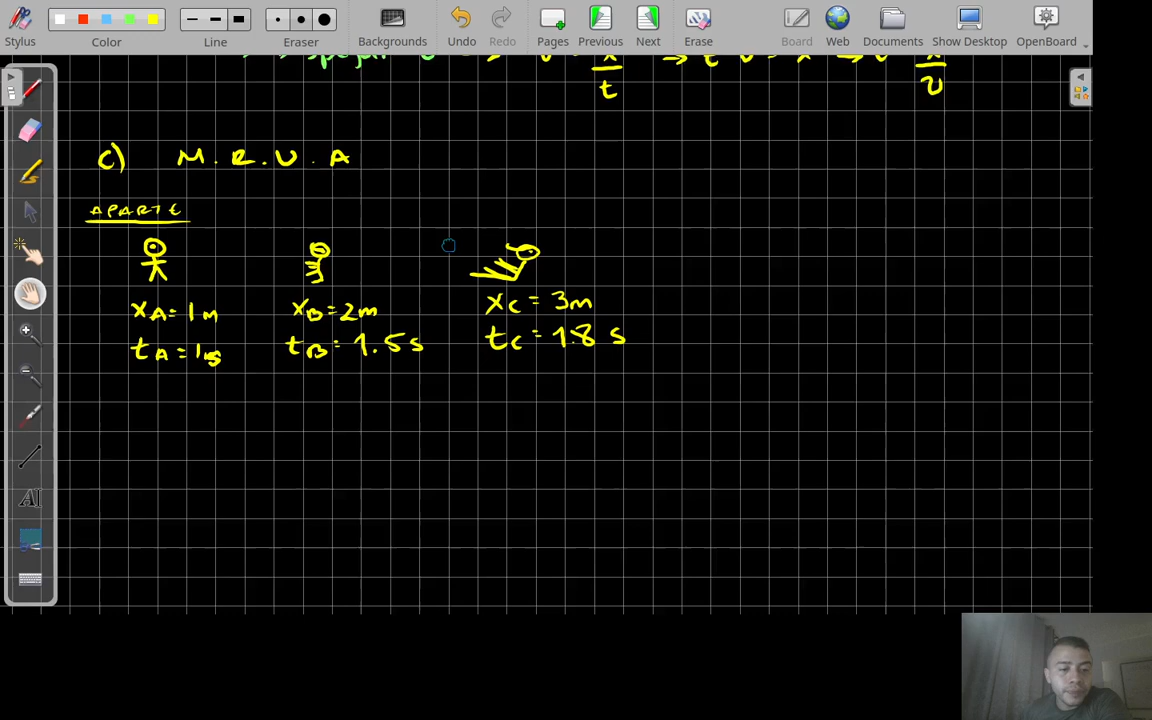 Stylus Color Line Eraser Backgrounds Undo Redo Pages Previous Next Erase Board Web Documents Show Desktop OpenBoard
x
t
v
C) M.R.U.A
APARTE
xA = 1m xB = 2m xC = 3m
tA = 1s tB = 1.5 s tC = 1.8 s